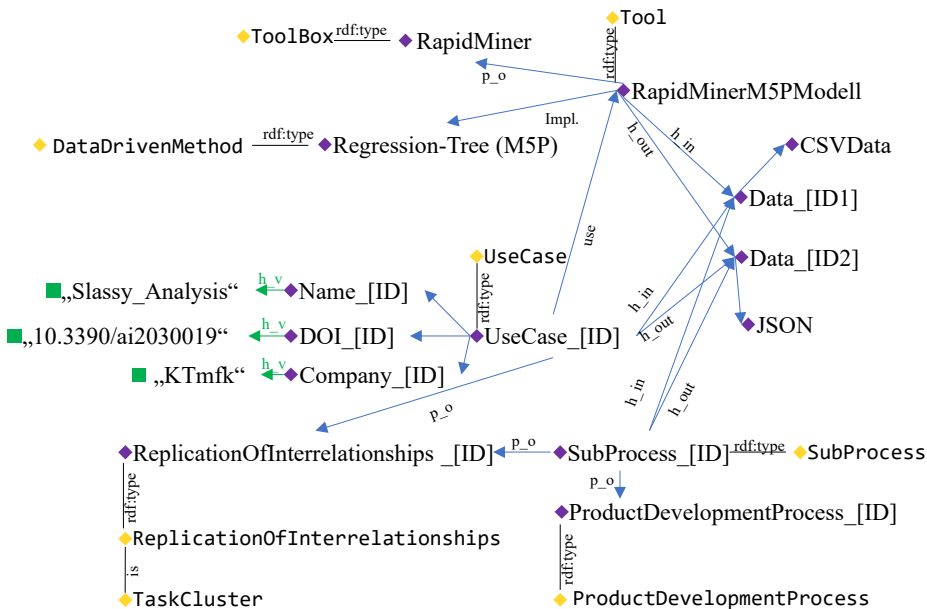 Tool
ToolBox rdf:type RapidMiner
rdf:type
p_o
RapidMinerM5PModell
Impl.
h_out
h_in
DataDrivenMethod rdf:type Regression-Tree (M5P)
CSVData
Data_[ID1]
use
UseCase
Data_[ID2]
rdf:type
„Slassy_Analysis“ h_v Name_[ID]
h_in
h_out
JSON
„10.3390/ai2030019“ h_v DOI_[ID]
UseCase_[ID]
„KTmfk“ h_v Company_[ID]
h_in
h_out
p_o
ReplicationOfInterrelationships _[ID] p_o SubProcess_[ID] rdf:type SubProcess
rdf:type
p_o
ProductDevelopmentProcess_[ID]
ReplicationOfInterrelationships
rdf:type
is
TaskCluster
ProductDevelopmentProcess